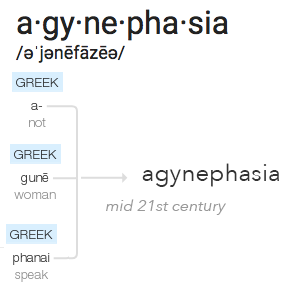 a·gy·ne·pha·sia
/əˈjənēfāzēə/
GREEK
a-
not
GREEK
gunē
woman
agynephasia
mid 21st century
GREEK
phanai
speak